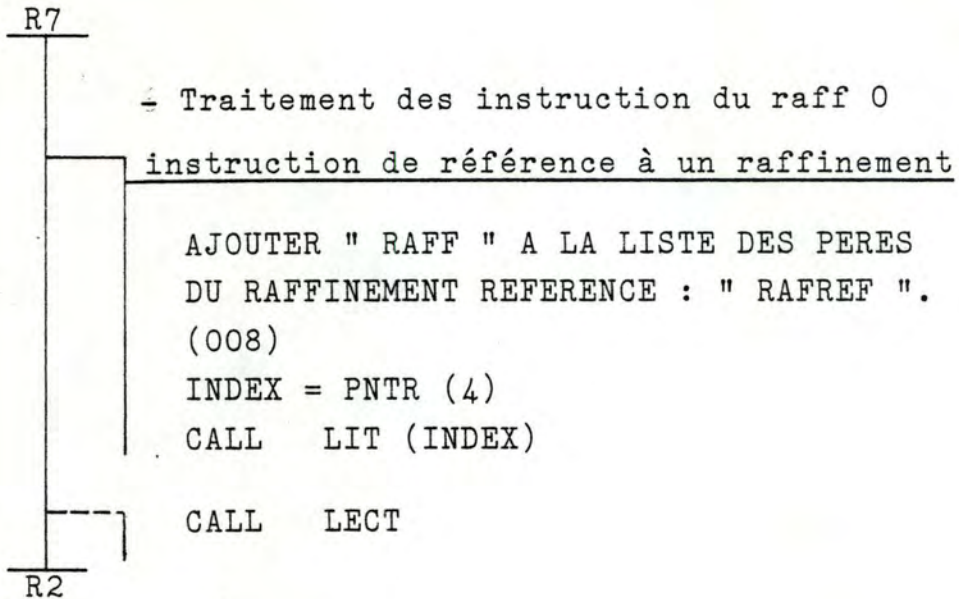 R7
- Traitement des instruction du raff 0
instruction de référence à un raffinement
AJOUTER " RAFF " A LA LISTE DES PERES
DU RAFFINEMENT REFERENCE : " RAFREF ".
(008)
INDEX = PNTR (4)
CALL LIT (INDEX)
CALL LECT
R2